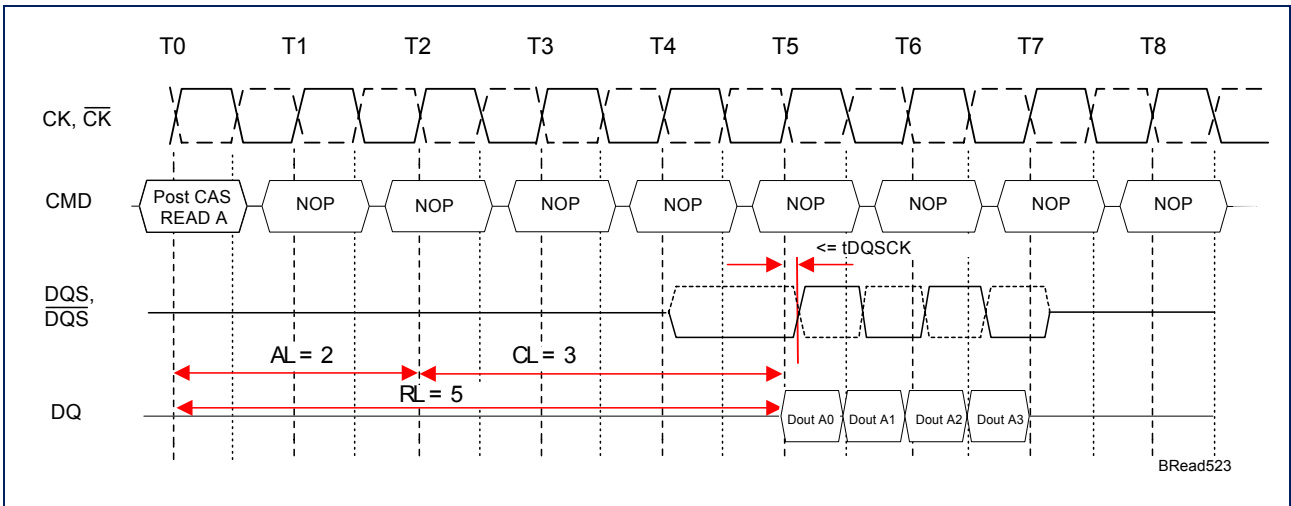 T0 T1 T2 T3 T4 T5 T6 T7 T8
CK, C̅K̅
CMD
Post CAS
READ A
NOP NOP NOP NOP NOP NOP NOP NOP
<= tDQSCK
DQS,
D̅Q̅S̅
AL = 2 CL = 3
RL = 5
DQ
Dout A0 Dout A1 Dout A2 Dout A3
BRead523